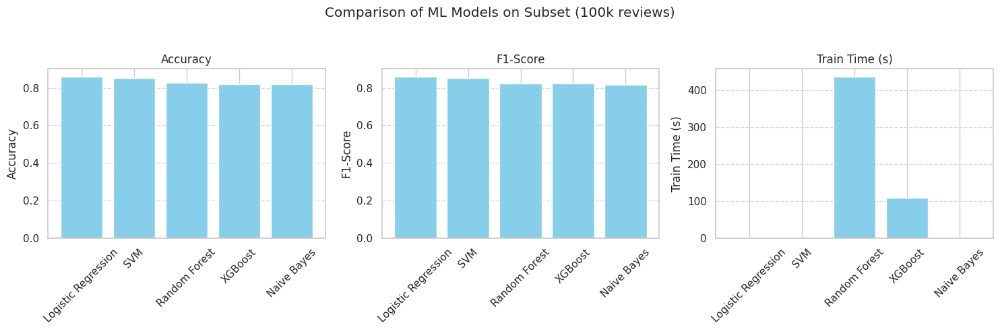 Comparison of ML Models on Subset (100k reviews)
Accuracy
Accuracy
0.8
0.6
0.4
0.2
0.0
Logistic Regression
SVM
Random Forest
XGBoost
Naive Bayes
F1-Score
F1-Score
0.8
0.6
0.4
0.2
0.0
Logistic Regression
SVM
Random Forest
XGBoost
Naive Bayes
Train Time (s)
Train Time (s)
400
300
200
100
0
Logistic Regression
SVM
Random Forest
XGBoost
Naive Bayes